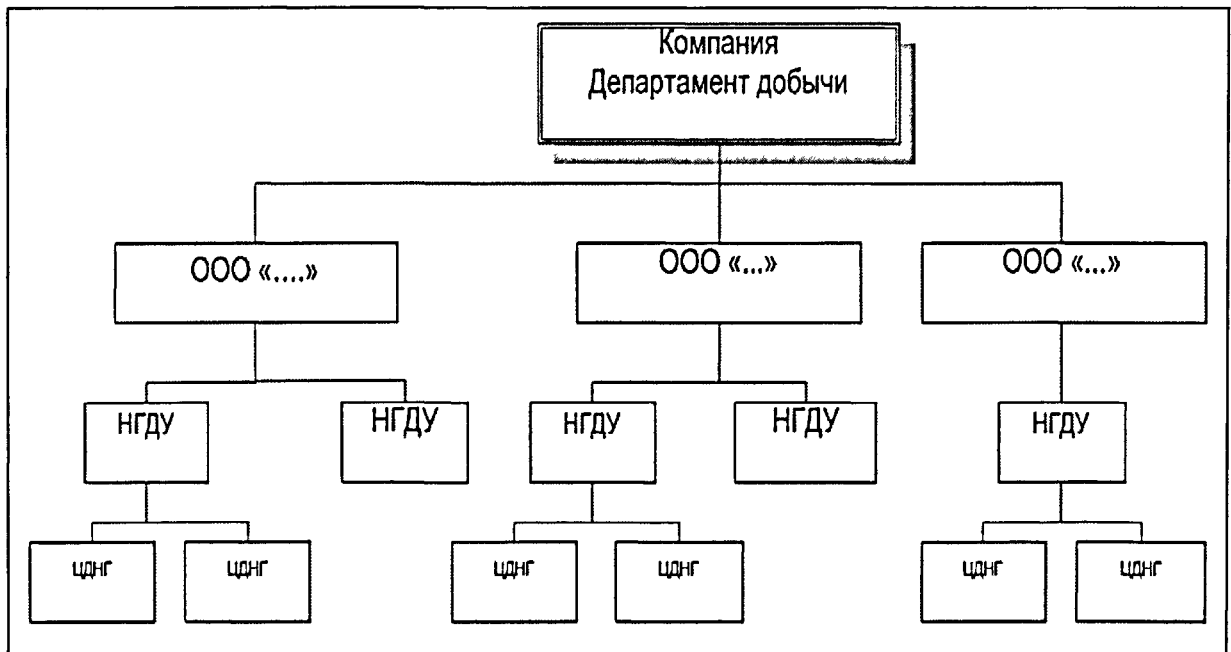 Компания
Департамент добычи
ООО «....»
ООО «...»
ООО «...»
НГДУ
НГДУ
НГДУ
НГДУ
НГДУ
ЦДНГ
ЦДНГ
ЦДНГ
ЦДНГ
ЦДНГ
ЦДНГ